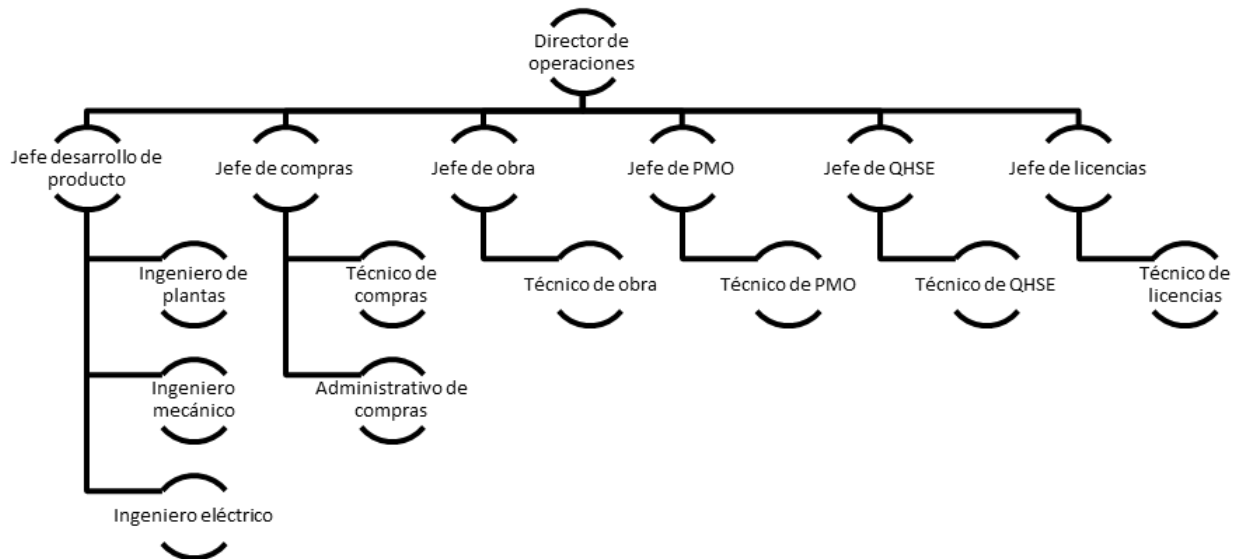 Director de
operaciones
Jefe desarrollo de
producto
Jefe de compras
Jefe de obra
Jefe de PMO
Jefe de QHSE
Jefe de licencias
Ingeniero de
plantas
Técnico de
compras
Técnico de obra
Técnico de PMO
Técnico de QHSE
Técnico de
licencias
Ingeniero
mecánico
Administrativo de
compras
Ingeniero eléctrico